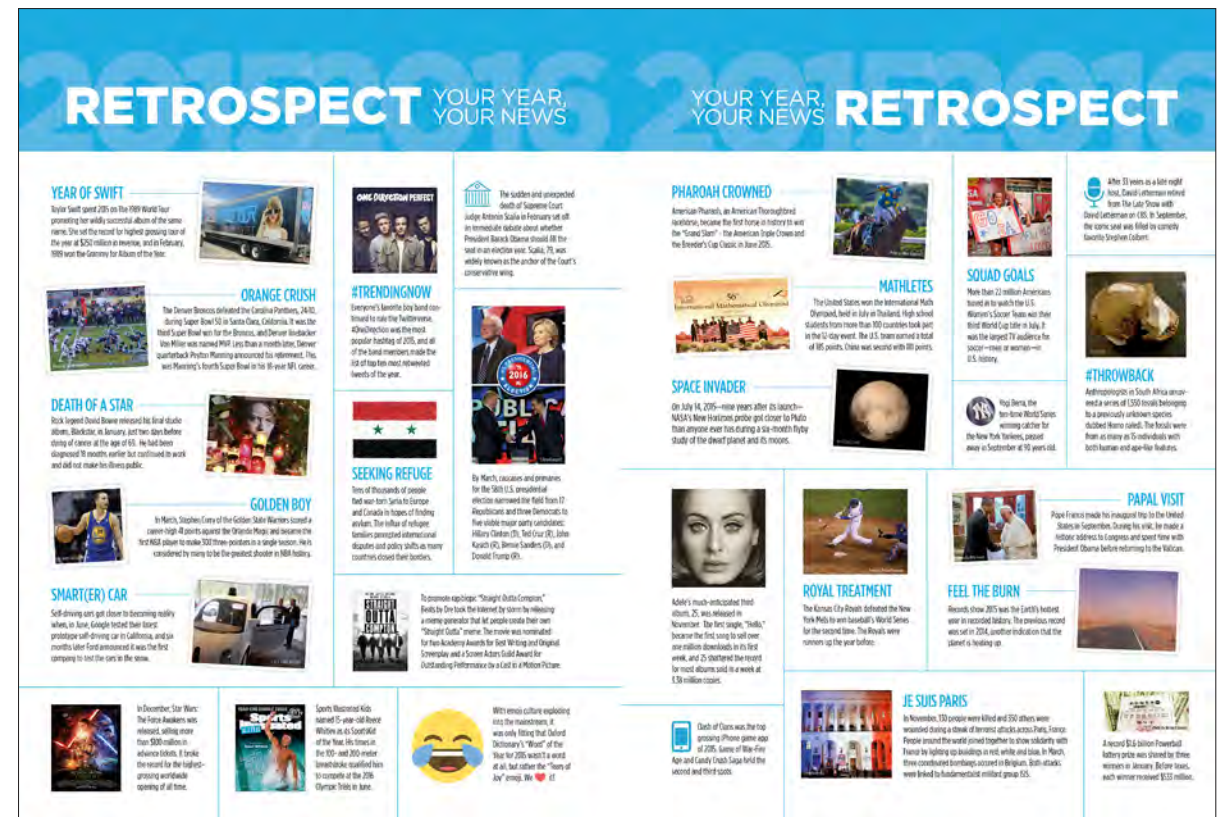 2015 2016
RETROSPECT YOUR YEAR, YOUR NEWS
YEAR OF SWIFT
Taylor Swift spent 2015 on The 1989 World Tour
promoting her wildly successful album of the same
name. She set the record for highest grossing tour of
the year at $250 million in revenue, and in February,
1989 won the Grammy for Album of the Year.
ORANGE CRUSH
The Denver Broncos defeated the Carolina Panthers, 24-10,
during Super Bowl 50 in Santa Clara, California. It was the
third Super Bowl win for the Broncos, and Denver linebacker
Von Miller was named MVP. Less than a month later, Denver
quarterback Peyton Manning announced his retirement. This
was Manning's fourth Super Bowl in his 18-year NFL career.
DEATH OF A STAR
Rock legend David Bowie released his final studio
album, Blackstar, in January, just two days before
dying of cancer at the age of 69. He had been
diagnosed 18 months earlier but continued to work
and did not make his illness public.
GOLDEN BOY
In March, Stephen Curry of the Golden State Warriors scored a
career-high 41 points against the Orlando Magic and became the
first NBA player to make 300 three-pointers in a single season. He is
considered by many to be the greatest shooter in NBA history.
SMART(ER) CAR
Self-driving cars got closer to becoming reality
when, in June, Google tested their latest
prototype self-driving car in California, and six
months later Ford announced it was the first
company to test the cars in the snow.
ONE DIRECTION PERFECT
#TRENDINGNOW
Everyone's favorite boy band con-
tinued to rule the Twitterverse.
#OneDirection was the most
popular hashtag of 2015, and all
of the band members made the
list of top ten most retweeted
tweets of the year.
SEEKING REFUGE
Tens of thousands of people
fled war-torn Syria to Europe
and Canada in hopes of finding
asylum. The influx of refugee
families prompted international
disputes and policy shifts as many
countries closed their borders.
The sudden and unexpected
death of Supreme Court
Judge Antonin Scalia in February set off
an immediate debate about whether
President Barack Obama should fill the
seat in an election year. Scalia, 79, was
widely known as the anchor of the Court's
conservative wing.
2016
By March, caucuses and primaries
for the 58th U.S. presidential
election narrowed the field from 17
Republicans and three Democrats to
five viable major party candidates:
Hillary Clinton (D), Ted Cruz (R), John
Kasich (R), Bernie Sanders (D), and
Donald Trump (R).
STRAIGHT
OUTTA
COMPTON
To promote rap biopic "Straight Outta Compton,"
Beats by Dre took the Internet by storm by releasing
a meme generator that let people create their own
"Straight Outta" meme. The movie was nominated
for two Academy Awards for Best Writing and Original
Screenplay and a Screen Actors Guild Award for
Outstanding Performance by a Cast in a Motion Picture.
In December, Star Wars:
The Force Awakens was
released, selling more
than $100 million in
advance tickets. It broke
the record for the highest-
grossing worldwide
opening of all time.
Sports Illustrated Kids
named 15-year-old Reece
Whitley as its SportsKid
of the Year. His times in
the 100- and 200-meter
breaststroke qualified him
to compete at the 2016
Olympic Trials in June.
With emoji culture exploding
into the mainstream, it
was only fitting that Oxford
Dictionary's "Word" of the
Year for 2015 wasn't a word
at all, but rather the "Tears of
Joy" emoji. We ❤ it!
2015 2016
YOUR YEAR, YOUR NEWS RETROSPECT
PHAROAH CROWNED
American Pharoah, an American Thoroughbred
racehorse, became the first horse in history to win
the "Grand Slam" - the American Triple Crown and
the Breeder's Cup Classic in June 2015.
56th
International Mathematical Olympiad
MATHLETES
The United States won the International Math
Olympiad, held in July in Thailand. High school
students from more than 100 countries took part
in the 12-day event. The U.S. team earned a total
of 185 points. China was second with 181 points.
SPACE INVADER
On July 14, 2015—nine years after its launch—
NASA's New Horizons probe got closer to Pluto
than anyone ever has during a six-month flyby
study of the dwarf planet and its moons.
SQUAD GOALS
More than 22 million Americans
tuned in to watch the U.S.
Women's Soccer Team win their
third World Cup title in July. It
was the largest TV audience for
soccer—men or women—in
U.S. history.
Yogi Berra, the
ten-time World Series
winning catcher for
the New York Yankees, passed
away in September at 90 years old.
After 33 years as a late night
host, David Letterman retired
from The Late Show with
David Letterman on CBS. In September,
the iconic seat was filled by comedy
favorite Stephen Colbert.
#THROWBACK
Anthropologists in South Africa uncov-
ered a series of 1,550 fossils belonging
to a previously unknown species
dubbed Homo naledi. The fossils were
from as many as 15 individuals with
both human and ape-like features.
Adele's much-anticipated third
album, 25, was released in
November. The first single, "Hello,"
became the first song to sell over
one million downloads in its first
week, and 25 shattered the record
for most albums sold in a week at
3.38 million copies.
ROYAL TREATMENT
The Kansas City Royals defeated the New
York Mets to win baseball's World Series
for the second time. The Royals were
runners up the year before.
PAPAL VISIT
Pope Francis made his inaugural trip to the United
States in September. During his visit, he made a
historic address to Congress and spent time with
President Obama before returning to the Vatican.
FEEL THE BURN
Records show 2015 was the Earth's hottest
year in recorded history. The previous record
was set in 2014, another indication that the
planet is heating up.
Clash of Clans was the top
grossing iPhone game app
of 2015. Game of War-Fire
Age and Candy Crush Saga held the
second and third spots.
JE SUIS PARIS
In November, 130 people were killed and 350 others were
wounded during a streak of terrorist attacks across Paris, France.
People around the world joined together to show solidarity with
France by lighting up buildings in red, white and blue. In March,
three coordinated bombings occured in Belgium. Both attacks
were linked to fundamentalist militant group ISIS.
A record $1.6 billion Powerball
lottery prize was shared by three
winners in January. Before taxes,
each winner received $533 million.